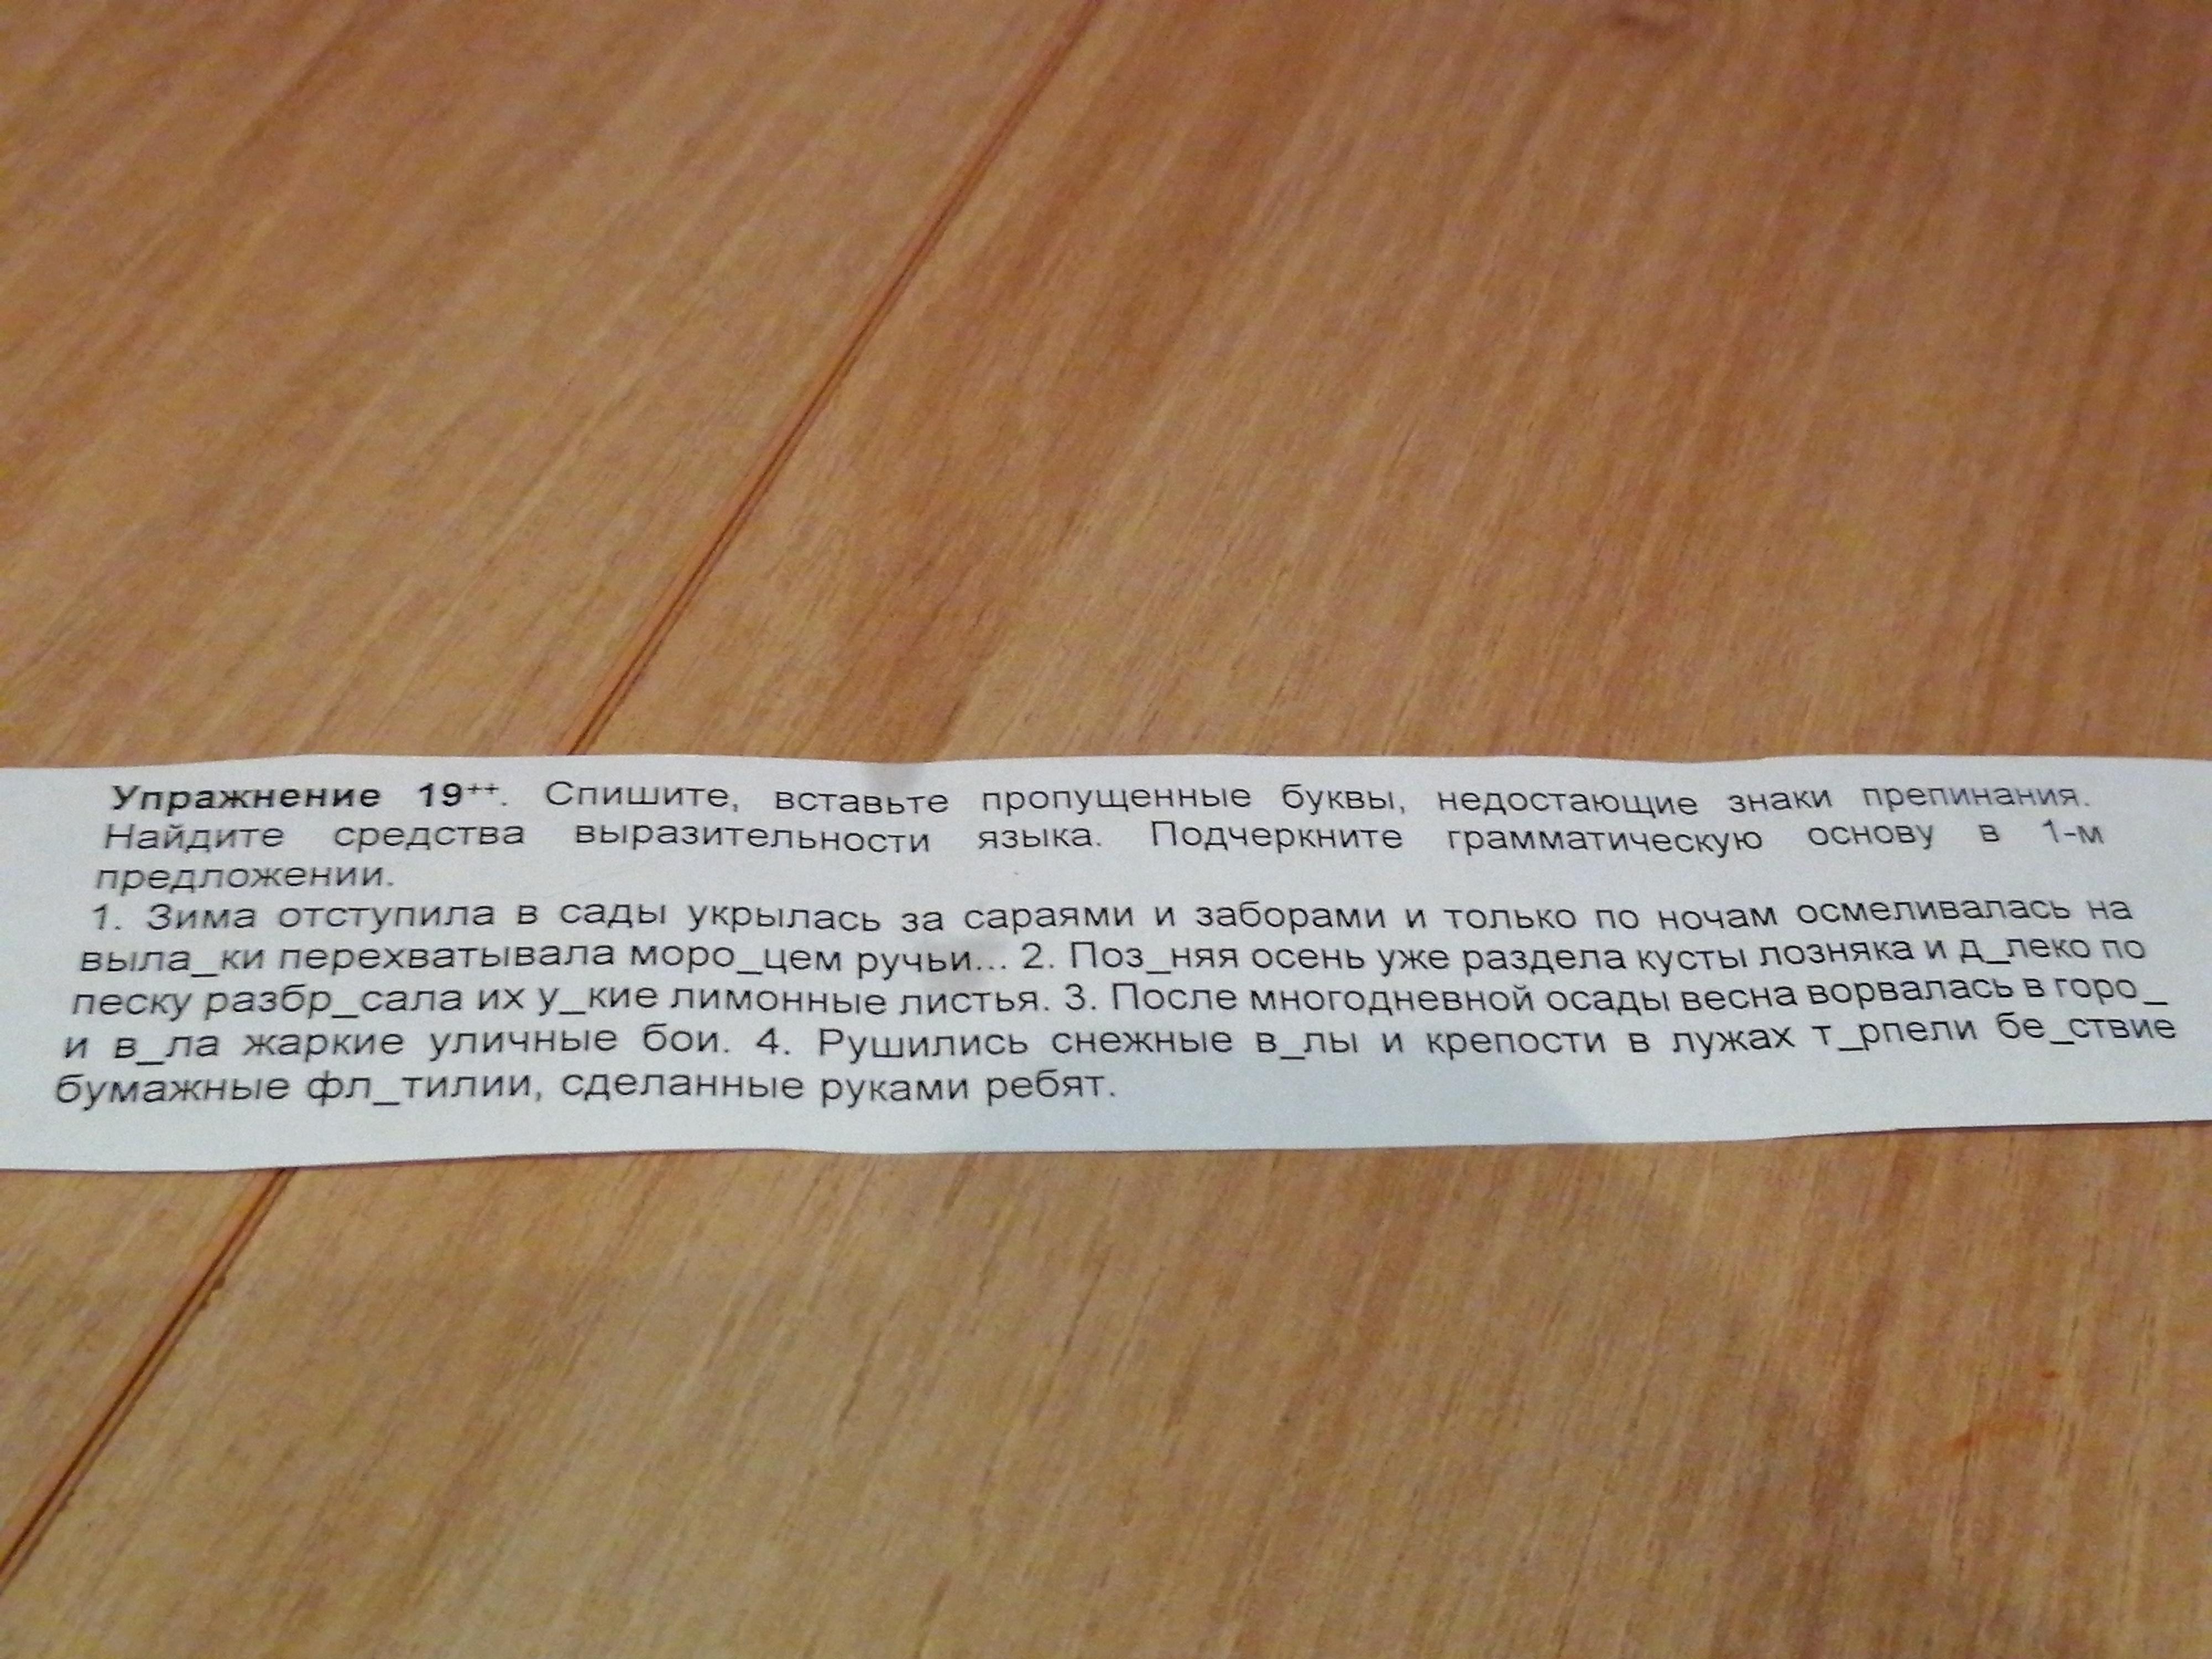 Упражнение 19⁺⁺. Спишите, вставьте пропущенные буквы, недостающие знаки препинания.
Найдите средства выразительности языка. Подчеркните грамматическую основу в 1-м
предложении.
1. Зима отступила в сады укрылась за сараями и заборами и только по ночам осмеливалась на
выла_ки перехватывала моро_цем ручьи... 2. Поз_няя осень уже раздела кусты лозняка и д_леко по
песку разбр_сала их у_кие лимонные листья. 3. После многодневной осады весна ворвалась в горо_
и в_ла жаркие уличные бои. 4. Рушились снежные в_лы и крепости в лужах т_рпели бе_ствие
бумажные фл_тилии, сделанные руками ребят.